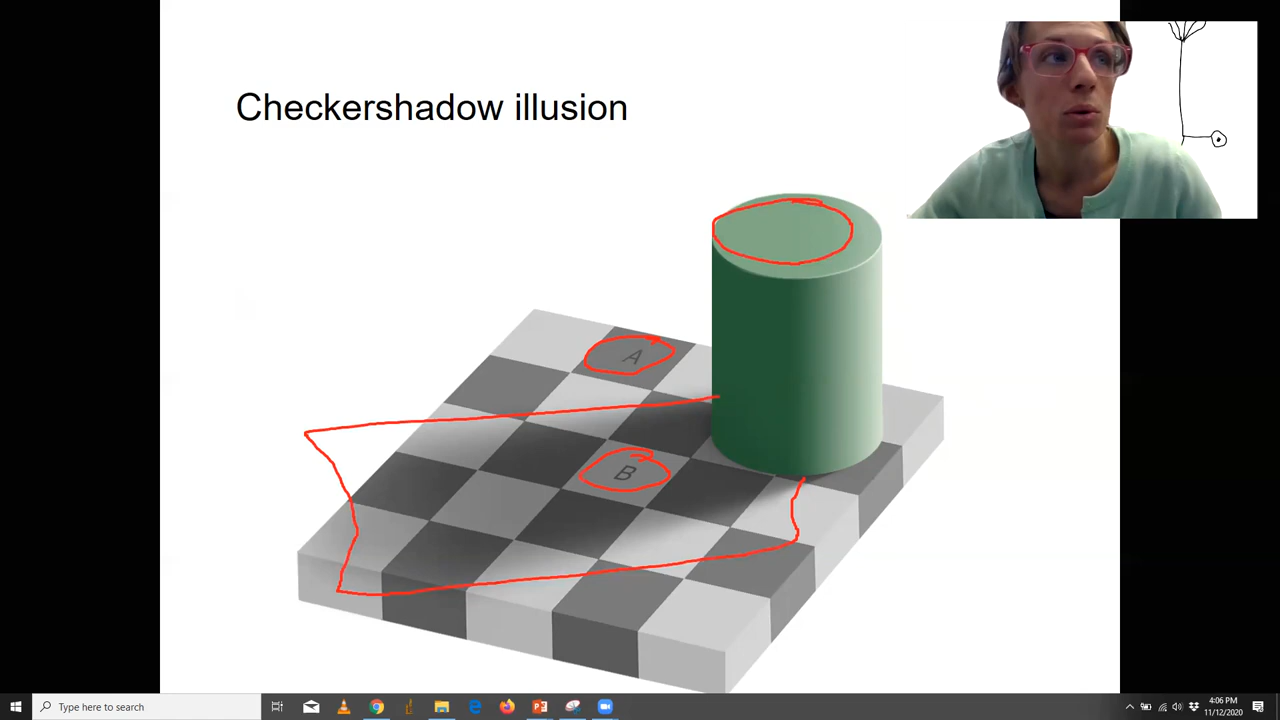 Checkershadow illusion
A
B
Type here to search
4:06 PM
11/12/2020